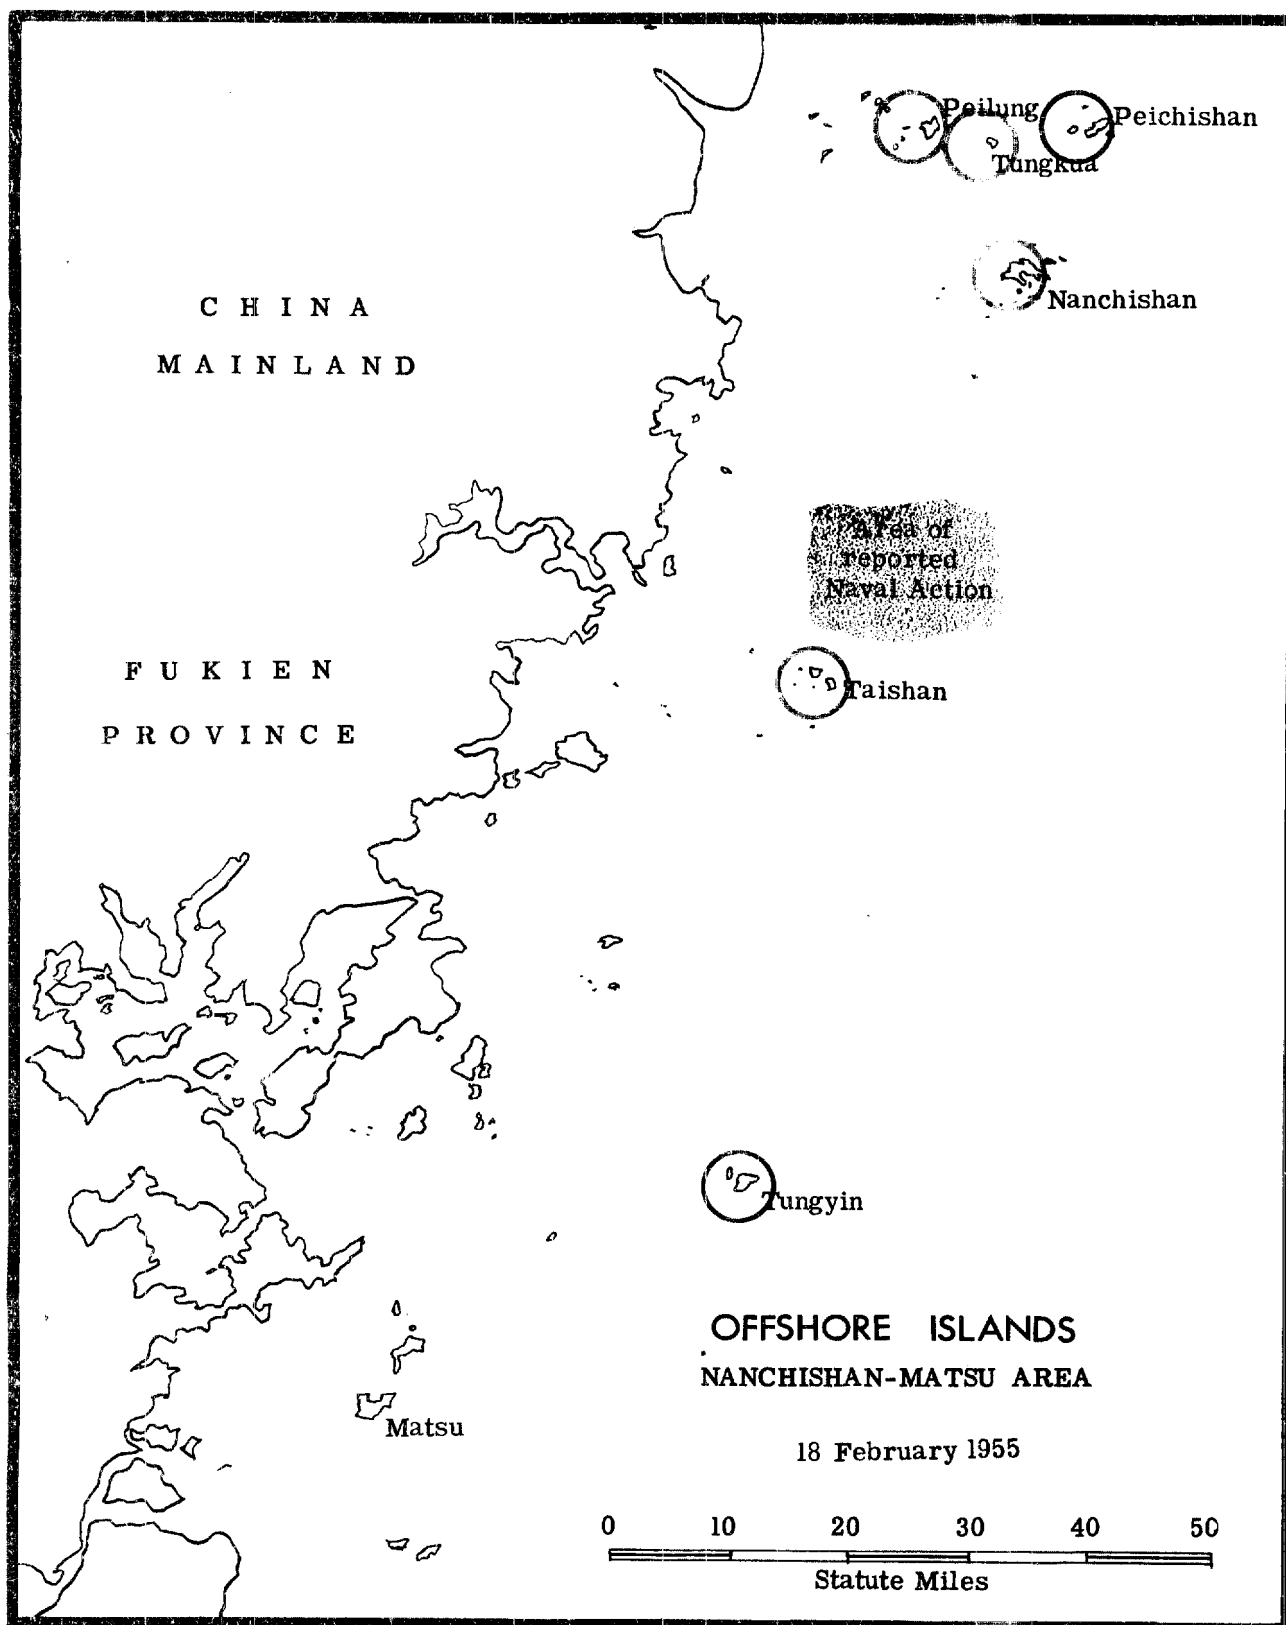 Peilung
Peichishan
Tungkua
Nanchishan
CHINA
MAINLAND
Area of
reported
Naval Action
FUKIEN
PROVINCE
Taishan
Tungyin
OFFSHORE ISLANDS
NANCHISHAN-MATSU AREA
Matsu
18 February 1955
0 10 20 30 40 50
Statute Miles